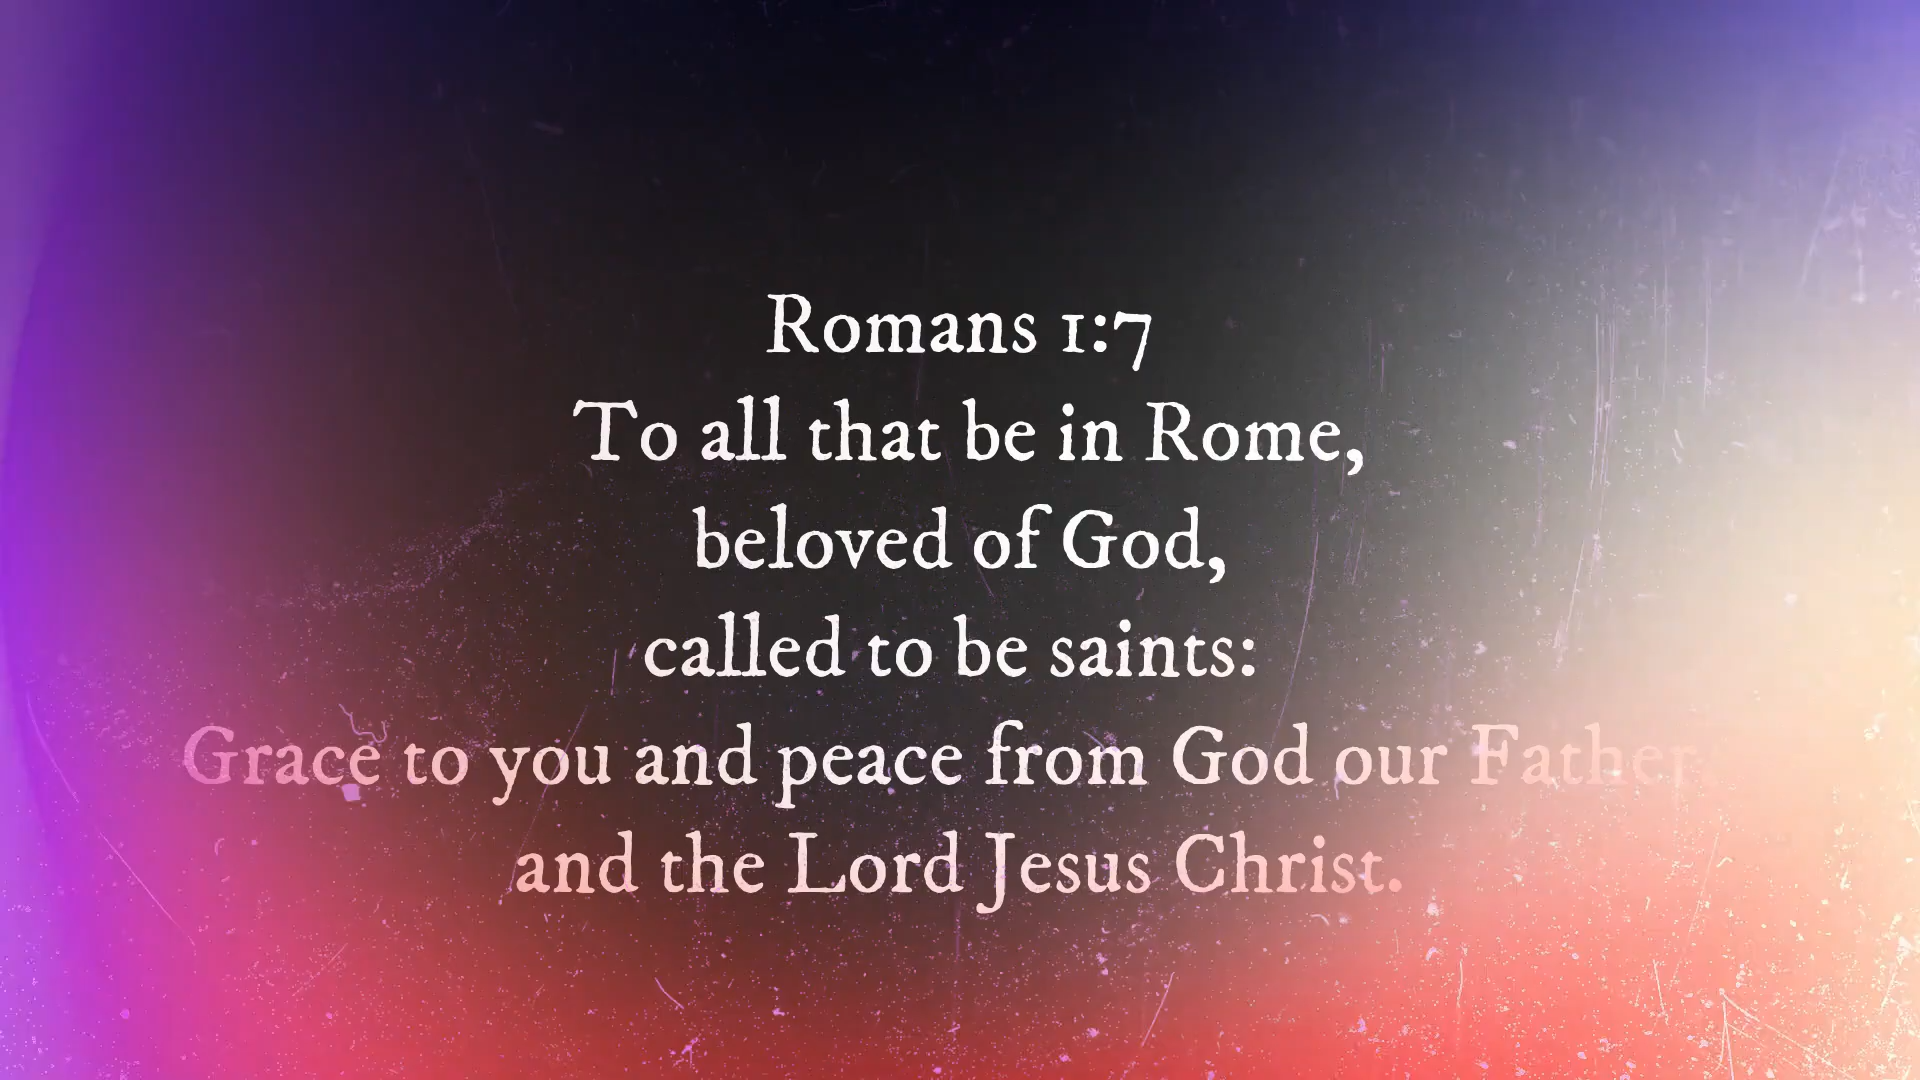 Romans 1:7
To all that be in Rome,
beloved of God,
called to be saints:
Grace to you and peace from God our Father
and the Lord Jesus Christ.